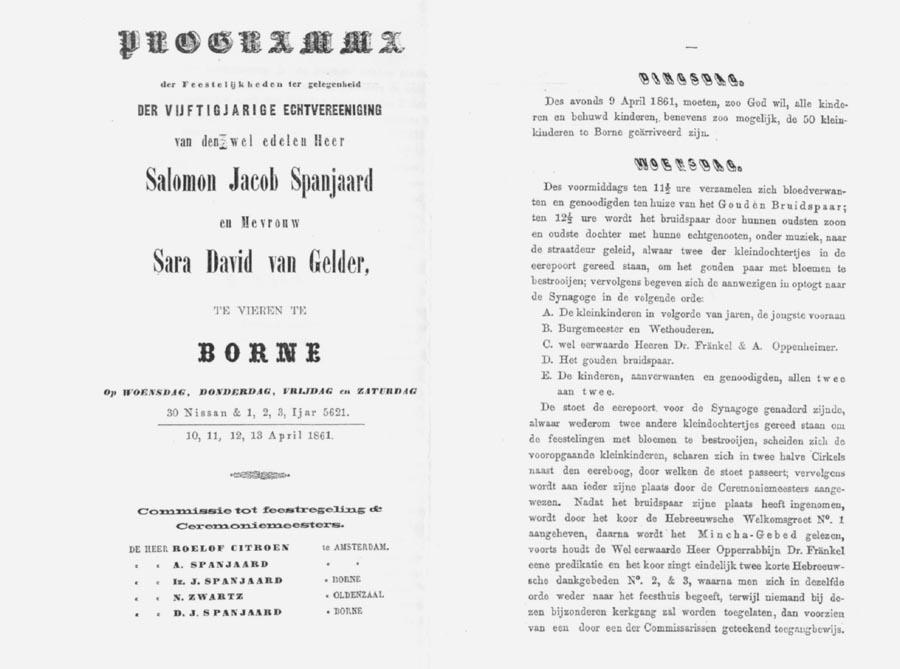 PROGRAMMA
der Feestelijkheden ter gelegenheid
DER VIJFTIGJARIGE ECHTVEREENIGING
van den wel edelen Heer
Salomon Jacob Spanjaard
en Mevrouw
Sara David van Gelder,
TE VIEREN TE
BORNE
Op WOENSDAG, DONDERDAG, VRIJDAG en ZATURDAG
30 Nissan & 1, 2, 3, Ijar 5621.
10, 11, 12, 13 April 1861.
Commissie tot feestregeling &
Ceremoniemeesters.
DE HEER ROELOF CITROEN te AMSTERDAM.
" " A. SPANJAARD " "
" " Iz. J. SPANJAARD " BORNE
" " N. ZWARTZ " OLDENZAAL
" " D. J. SPANJAARD " BORNE
—
DINGSDAG.
Des avonds 9 April 1861, moeten, zoo God wil, alle kinde-
ren en behuwd kinderen, benevens zoo mogelijk, de 50 klein-
kinderen te Borne geärriveerd zijn.
WOENSDAG.
Des voormiddags ten 11½ ure verzamelen zich bloedverwan-
ten en genoodigden ten huize van het Gouden Bruidspaar;
ten 12½ ure wordt het bruidspaar door hunnen oudsten zoon
en oudste dochter met hunne echtgenooten, onder muziek, naar
de straatdeur geleid, alwaar twee der kleindochtertjes in de
eerepoort gereed staan, om het gouden paar met bloemen te
bestrooijen; vervolgens begeven zich de aanwezigen in optogt naar
de Synagoge in de volgende orde:
A. De kleinkinderen in volgorde van jaren, de jongste vooraan
B. Burgemeester en Wethouderen.
C. wel eerwaarde Heeren Dr. Fränkel & A. Oppenheimer.
D. Het gouden bruidspaar.
E. De kinderen, aanverwanten en genoodigden, allen twee
aan twee.
De stoet de eerepoort voor de Synagoge genaderd zijnde,
alwaar wederom twee andere kleindochtertjes gereed staan om
de feestelingen met bloemen te bestrooijen, scheiden zich de
vooropgaande kleinkinderen, scharen zich in twee halve Cirkels
naast den eereboog, door welken de stoet passeert; vervolgens
wordt aan ieder zijne plaats door de Ceremoniemeesters aange-
wezen. Nadat het bruidspaar zijne plaats heeft ingenomen,
wordt door het koor de Hebreeuwsche Welkomsgroet Nº. 1
aangeheven, daarna wordt het Mincha-Gebed gelezen,
voorts houdt de Wel eerwaarde Heer Opperrabbijn Dr. Fränkel
eene predikatie en het koor zingt eindelijk twee korte Hebreeuw-
sche dankgebeden Nº. 2, & 3, waarna men zich in dezelfde
orde weder naar het feesthuis begeeft, terwijl niemand bij de-
zen bijzonderen kerkgang zal worden toegelaten, dan voorzien
van een door een der Commissarissen geteekend toegangbewijs.